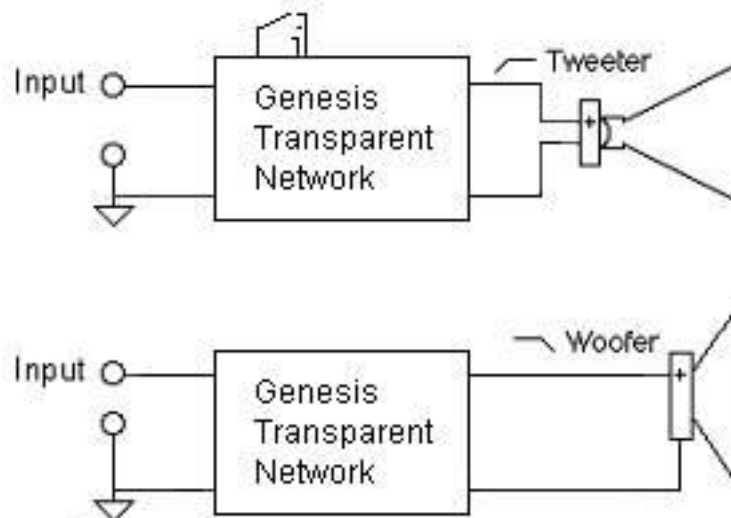 Tweeter
Input
Genesis
Transparent
Network
+
Woofer
Input
Genesis
Transparent
Network
+